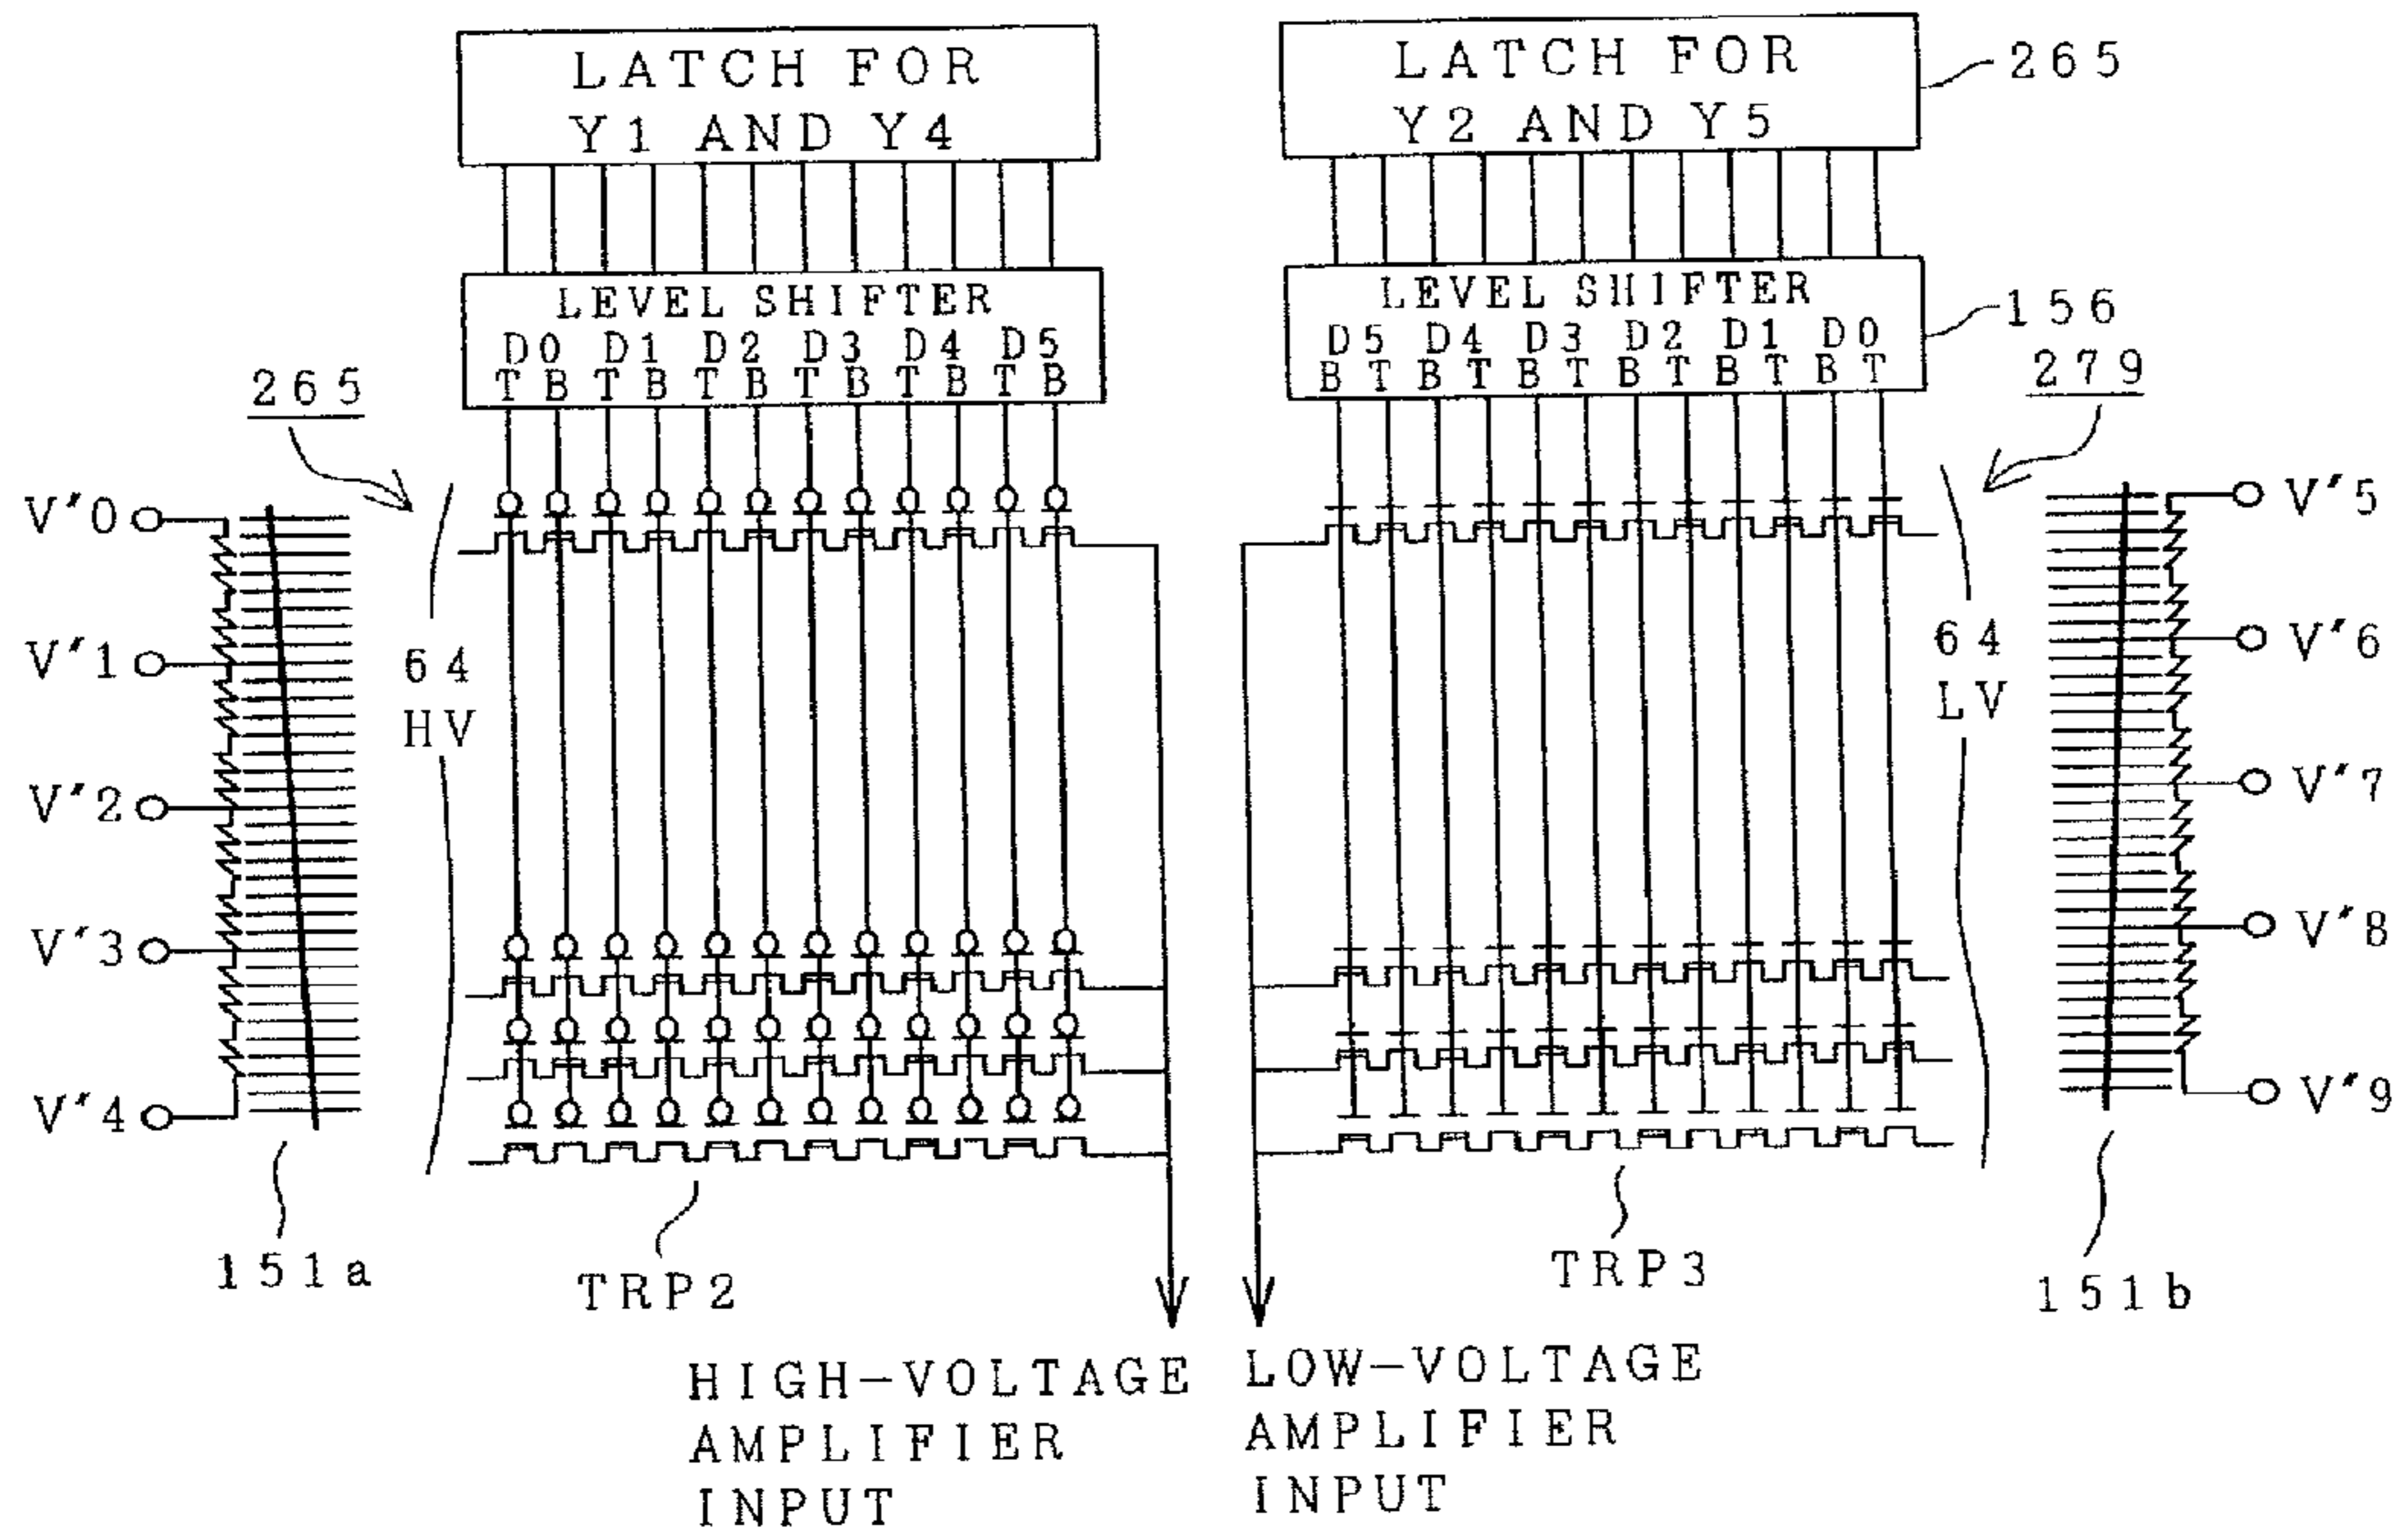 LATCH FOR
Y1 AND Y4
LATCH FOR
Y2 AND Y5
265
LEVEL SHIFTER
D0 D1 D2 D3 D4 D5
T B T B T B T B T B T B
LEVEL SHIFTER
D5 D4 D3 D2 D1 D0
B T B T B T B T B T B T
156
265
279
V"0
V"1
V"2
V"3
V"4
64
HV
64
LV
V"5
V"6
V"7
V"8
V"9
151a
TRP2
TRP3
151b
HIGH-VOLTAGE
AMPLIFIER
INPUT
LOW-VOLTAGE
AMPLIFIER
INPUT